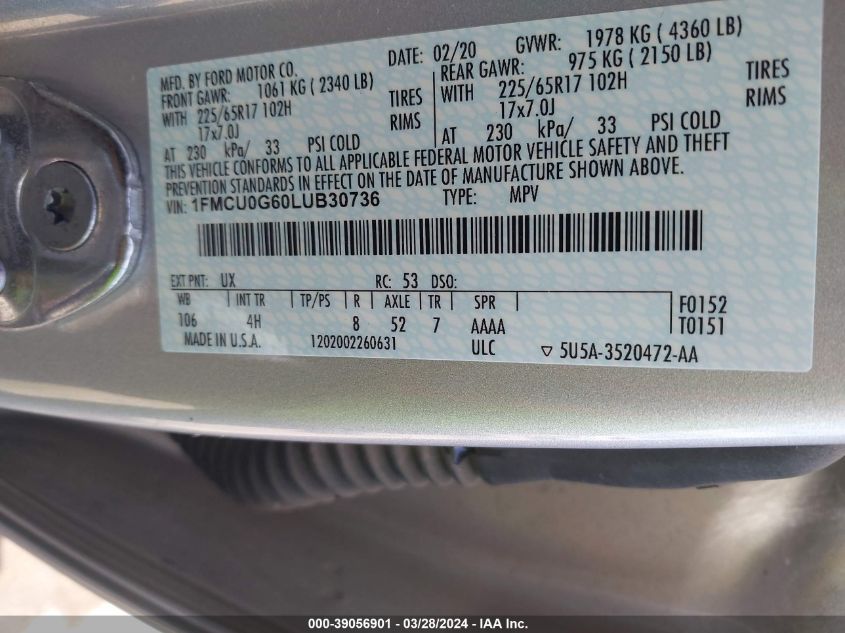 MFD. BY FORD MOTOR CO. DATE: 02/20 GVWR: 1978 KG ( 4360 LB)
FRONT GAWR: 1061 KG ( 2340 LB) REAR GAWR: 975 KG ( 2150 LB)
WITH 225/65R17 102H TIRES WITH 225/65R17 102H TIRES
17x7.0J RIMS 17x7.0J RIMS
AT 230 kPa/ 33 PSI COLD AT 230 kPa/ 33 PSI COLD
THIS VEHICLE CONFORMS TO ALL APPLICABLE FEDERAL MOTOR VEHICLE SAFETY AND THEFT
PREVENTION STANDARDS IN EFFECT ON THE DATE OF MANUFACTURE SHOWN ABOVE.
VIN: 1FMCU0G60LUB30736 TYPE: MPV
EXT PNT: UX RC: 53 DSO:
WB INT TR TP/PS R AXLE TR SPR F0152
106 4H 8 52 7 AAAA T0151
MADE IN U.S.A. 1202002260631 ULC ▽ 5U5A-3520472-AA
000-39056901 - 03/28/2024 - IAA Inc.